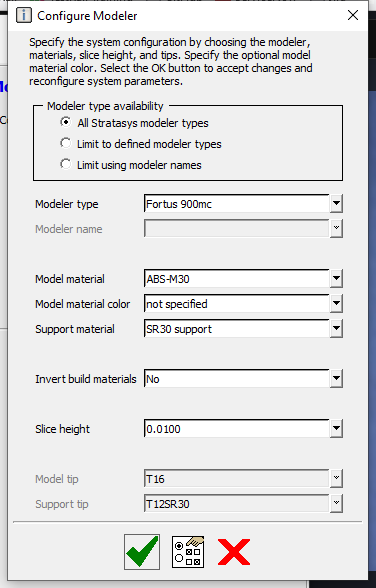 Configure Modeler
Specify the system configuration by choosing the modeler,
materials, slice height, and tips. Specify the optional model
material color. Select the OK button to accept changes and
reconfigure system parameters.
Modeler type availability
All Stratasys modeler types
Limit to defined modeler types
Limit using modeler names
Modeler type Fortus 900mc
Modeler name
Model material ABS-M30
Model material color not specified
Support material SR30 support
Invert build materials No
Slice height 0.0100
Model tip T16
Support tip T12SR30